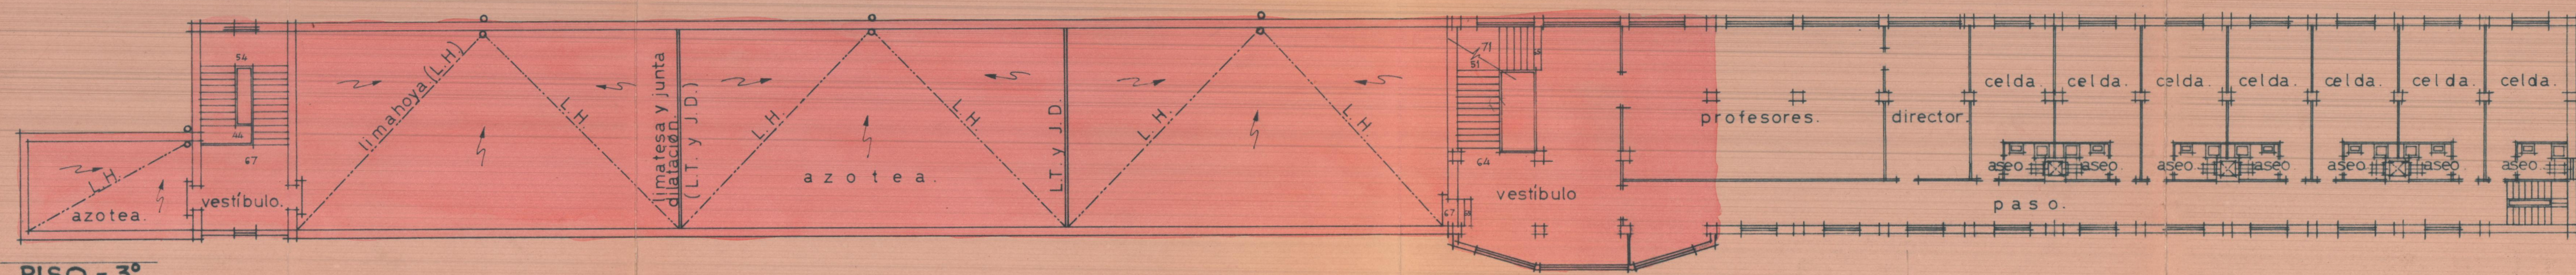 54
44
67
vestíbulo.
L.H.
azotea.
limahoya.(L.H)
L.H.
limatesa y junta
dilatación.
(L.T. y J.D.)
L.H.
L.H.
azotea.
L.T. y J.D.
L.H.
L.H.
71
51
64
67
vestíbulo
profesores.
director.
celda.
celda.
celda.
celda.
celda.
celda.
celda.
aseo
aseo.
aseo.
aseo.
aseo.
aseo.
aseo.
paso.
PISO - 3º